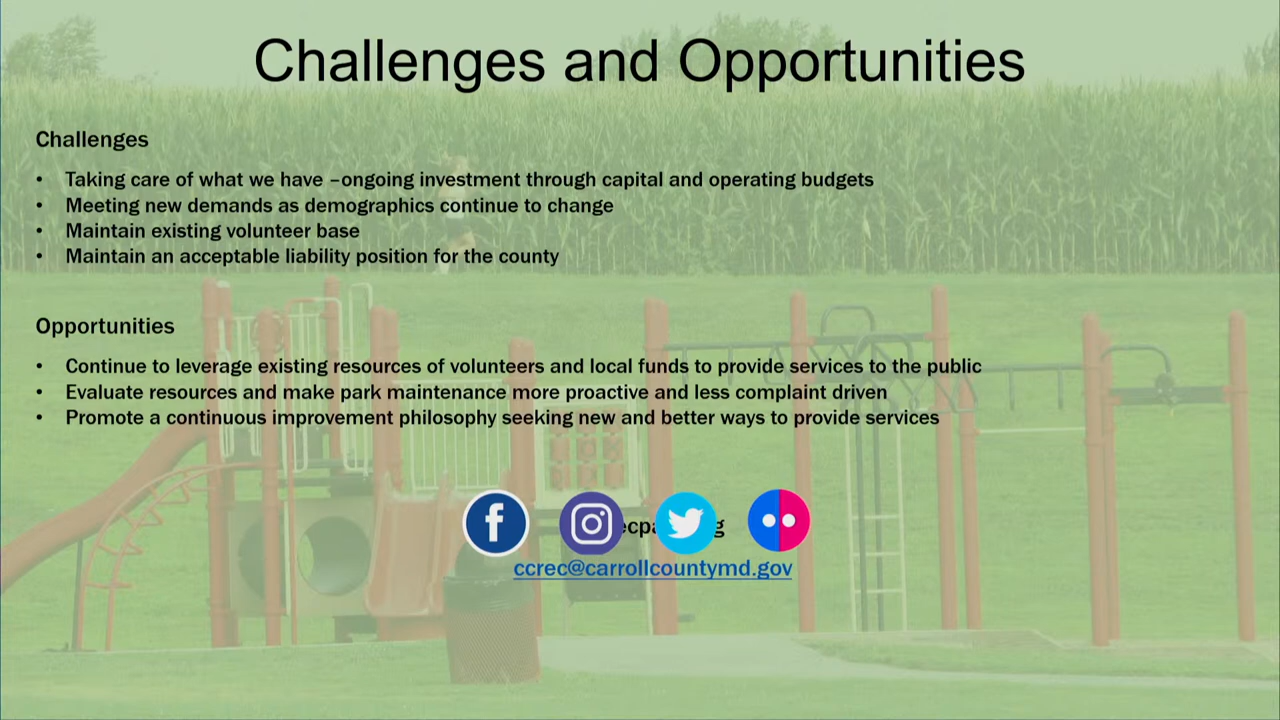 Challenges and Opportunities
Challenges
• Taking care of what we have –ongoing investment through capital and operating budgets
• Meeting new demands as demographics continue to change
• Maintain existing volunteer base
• Maintain an acceptable liability position for the county
Opportunities
• Continue to leverage existing resources of volunteers and local funds to provide services to the public
• Evaluate resources and make park maintenance more proactive and less complaint driven
• Promote a continuous improvement philosophy seeking new and better ways to provide services
ccrec@carrollcountymd.gov